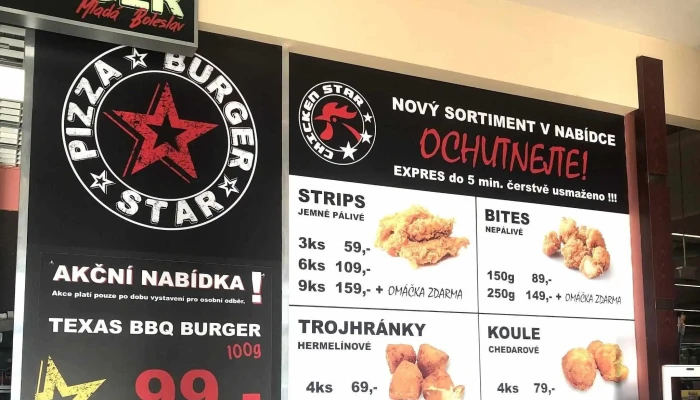 Mladá Boleslav
PIZZA BURGER
STAR
AKČNÍ NABÍDKA !
Akce platí pouze po dobu vystavení pro osobní odběr.
TEXAS BBQ BURGER
100g
99,-
CHICKEN STAR
NOVÝ SORTIMENT V NABÍDCE
OCHUTNEJTE!
EXPRES do 5 min. čerstvě usmaženo !!!
STRIPS
JEMNÉ PÁLIVÉ
3ks 59,-
6ks 109,-
9ks 159,- + OMÁČKA ZDARMA
BITES
NEPÁLIVÉ
150g 89,-
250g 149,- + OMÁČKA ZDARMA
TROJHRÁNKY
HERMELÍNOVÉ
4ks 69,-
KOULE
CHEDAROVÉ
4ks 79,-